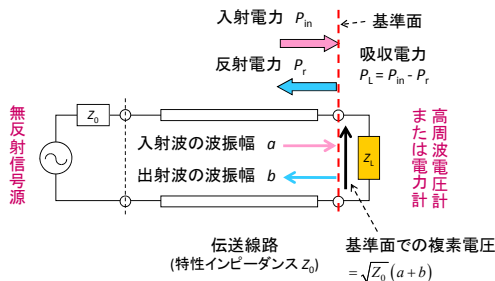 入射電力 P_in
基準面
反射電力 P_r
吸収電力
P_L = P_in - P_r
無反射信号源
Z_0
入射波の波振幅 a
出射波の波振幅 b
Z_L
高周波電圧計
または電力計
伝送線路
(特性インピーダンス Z_0)
基準面での複素電圧
=√Z_0 (a+b)